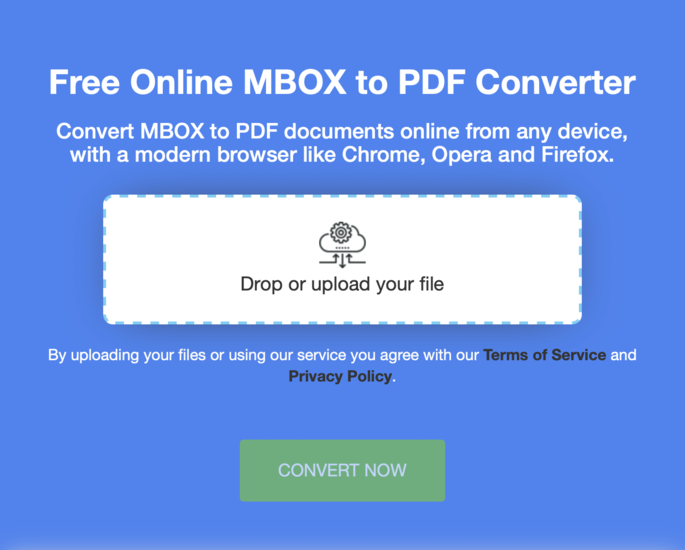 Free Online MBOX to PDF Converter
Convert MBOX to PDF documents online from any device,
with a modern browser like Chrome, Opera and Firefox.
Drop or upload your file
By uploading your files or using our service you agree with our Terms of Service and
Privacy Policy.
CONVERT NOW